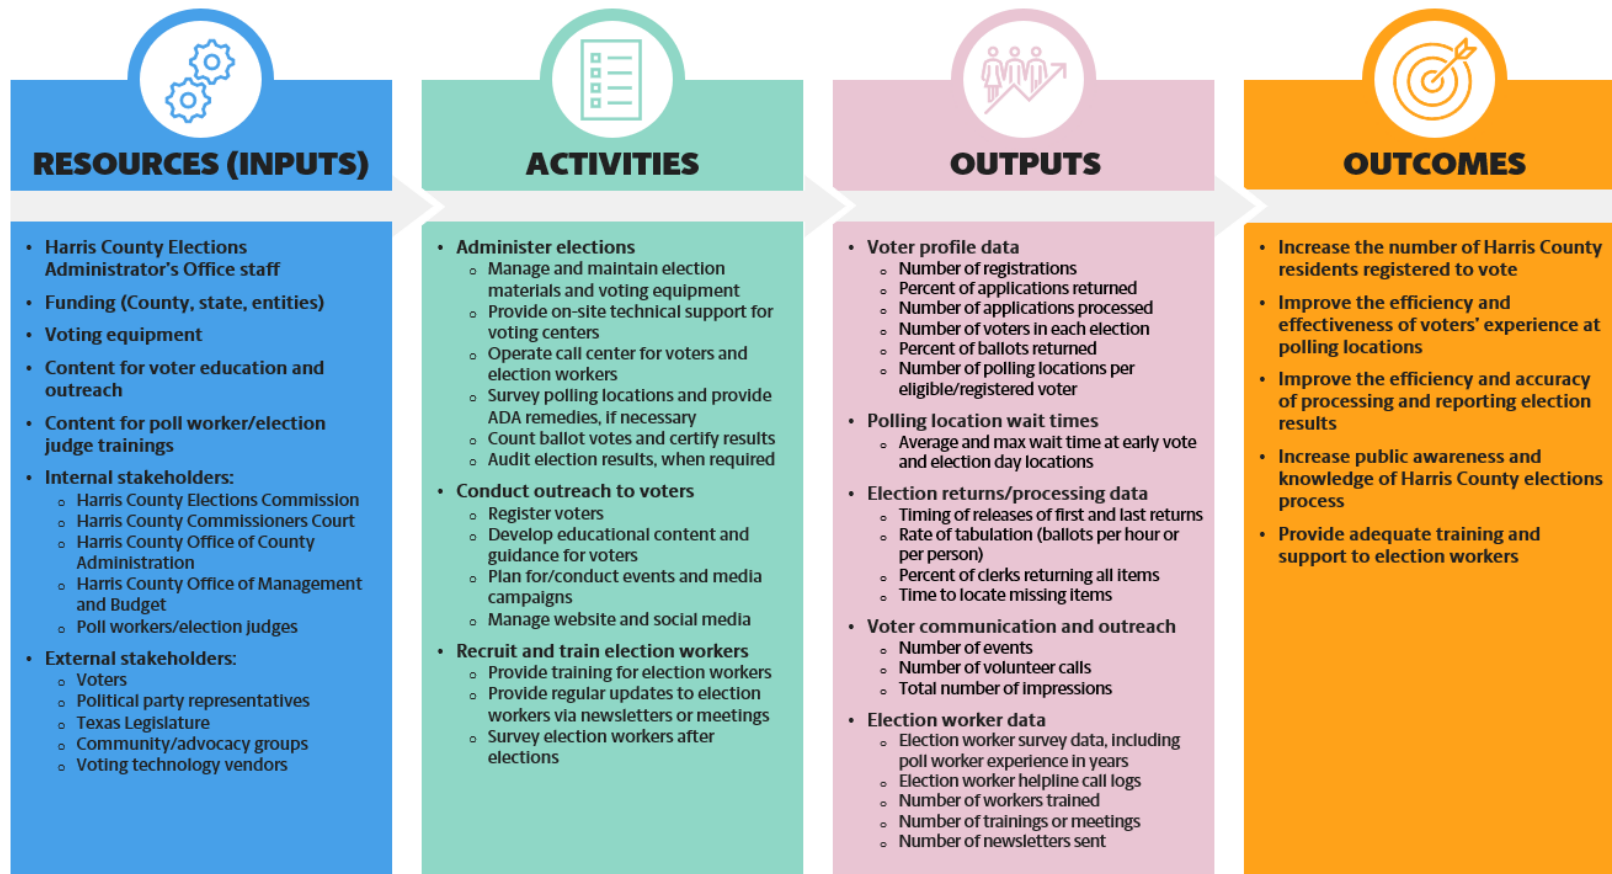 RESOURCES (INPUTS)
• Harris County Elections
Administrator's Office staff
• Funding (County, state, entities)
• Voting equipment
• Content for voter education and
outreach
• Content for poll worker/election
judge trainings
• Internal stakeholders:
o Harris County Elections Commission
o Harris County Commissioners Court
o Harris County Office of County
Administration
o Harris County Office of Management
and Budget
o Poll workers/election judges
• External stakeholders:
o Voters
o Political party representatives
o Texas Legislature
o Community/advocacy groups
o Voting technology vendors
ACTIVITIES
• Administer elections
o Manage and maintain election
materials and voting equipment
o Provide on-site technical support for
voting centers
o Operate call center for voters and
election workers
o Survey polling locations and provide
ADA remedies, if necessary
o Count ballot votes and certify results
o Audit election results, when required
• Conduct outreach to voters
o Register voters
o Develop educational content and
guidance for voters
o Plan for/conduct events and media
campaigns
o Manage website and social media
• Recruit and train election workers
o Provide training for election workers
o Provide regular updates to election
workers via newsletters or meetings
o Survey election workers after
elections
OUTPUTS
• Voter profile data
o Number of registrations
o Percent of applications returned
o Number of applications processed
o Number of voters in each election
o Percent of ballots returned
o Number of polling locations per
eligible/registered voter
• Polling location wait times
o Average and max wait time at early vote
and election day locations
• Election returns/processing data
o Timing of releases of first and last returns
o Rate of tabulation (ballots per hour or
per person)
o Percent of clerks returning all items
o Time to locate missing items
• Voter communication and outreach
o Number of events
o Number of volunteer calls
o Total number of impressions
• Election worker data
o Election worker survey data, including
poll worker experience in years
o Election worker helpline call logs
o Number of workers trained
o Number of trainings or meetings
o Number of newsletters sent
OUTCOMES
• Increase the number of Harris County
residents registered to vote
• Improve the efficiency and
effectiveness of voters' experience at
polling locations
• Improve the efficiency and accuracy
of processing and reporting election
results
• Increase public awareness and
knowledge of Harris County elections
process
• Provide adequate training and
support to election workers